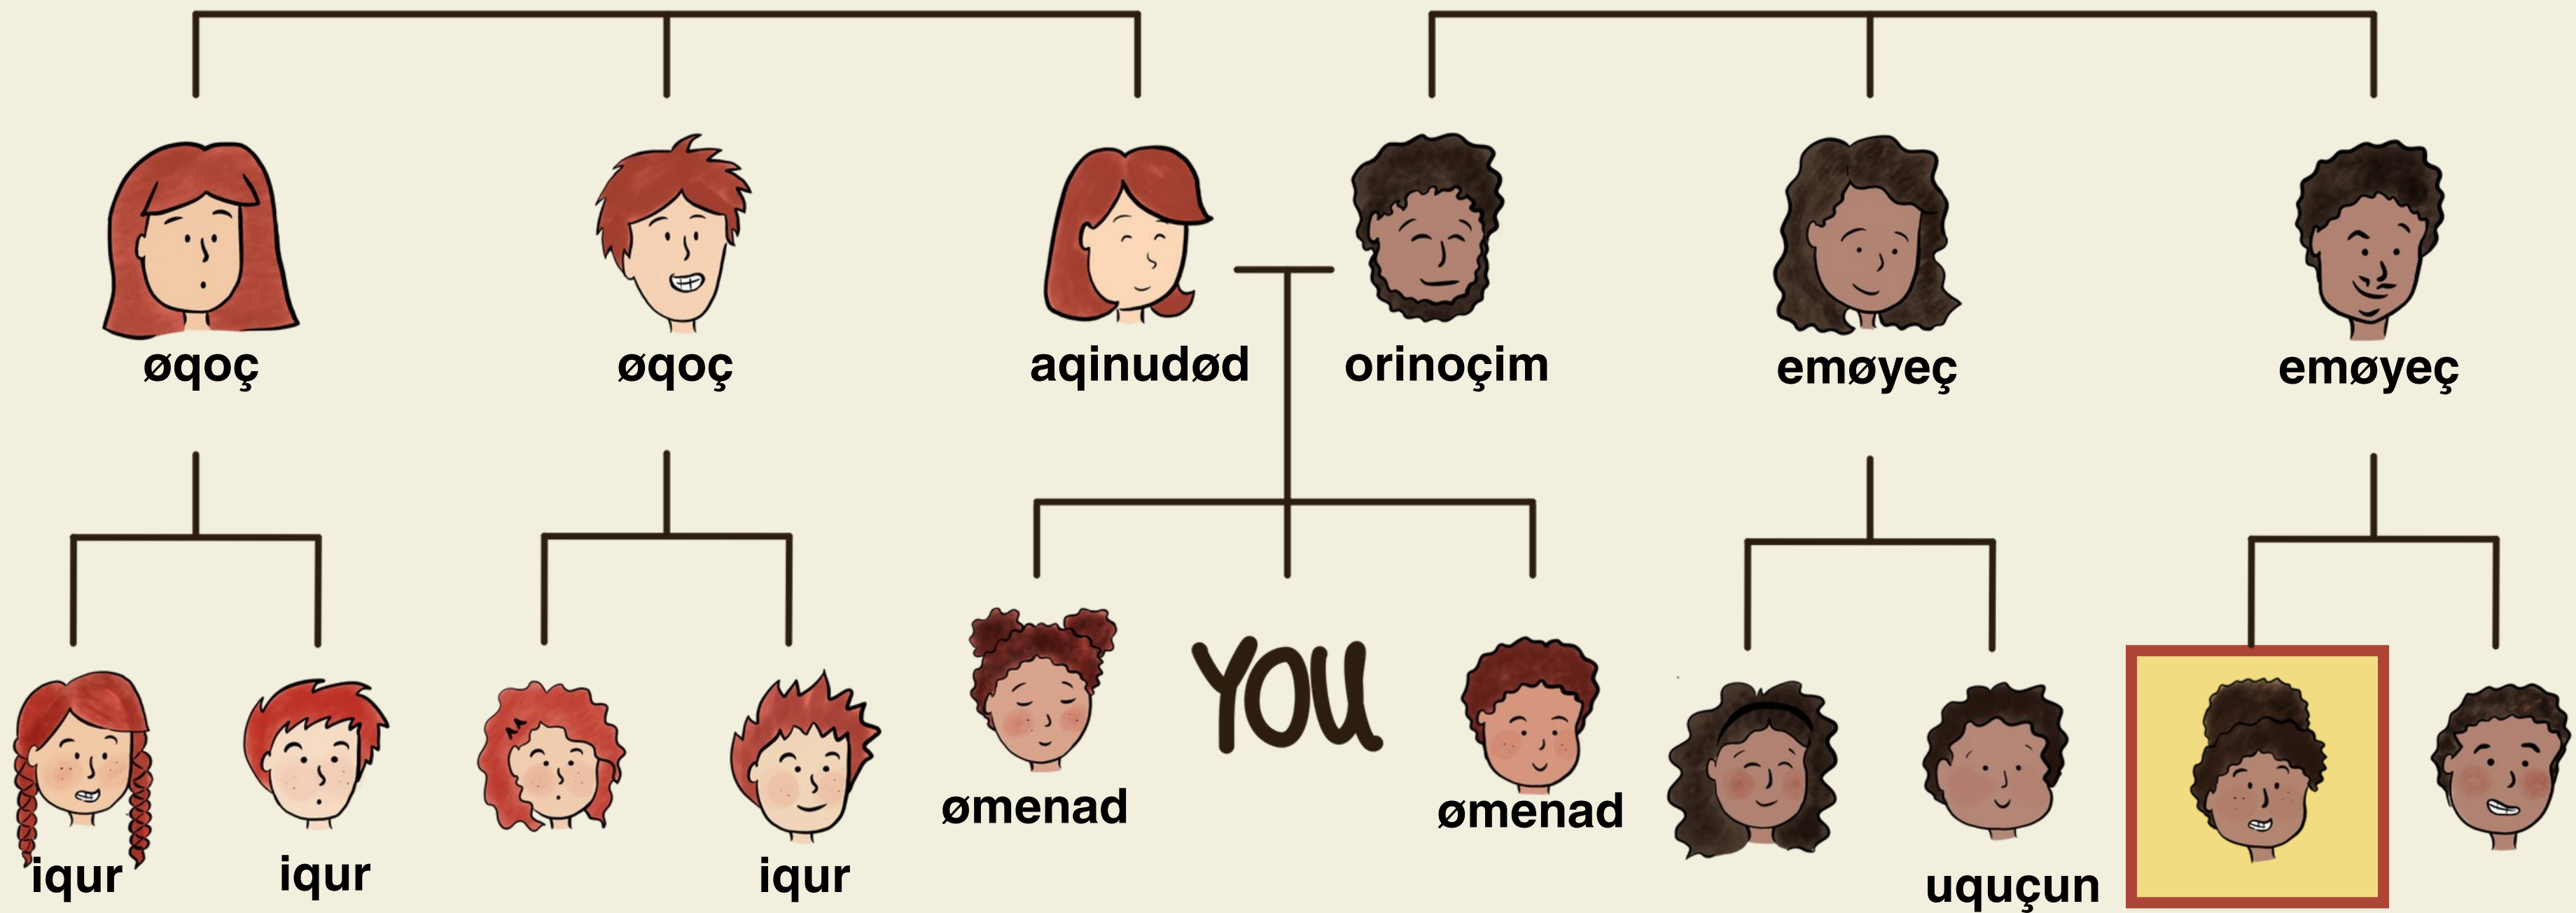 øqoç
øqoç
aqinudød
orinoçim
emøyeç
emøyeç
iqur
iqur
iqur
ømenad
YOU
ømenad
uquçun